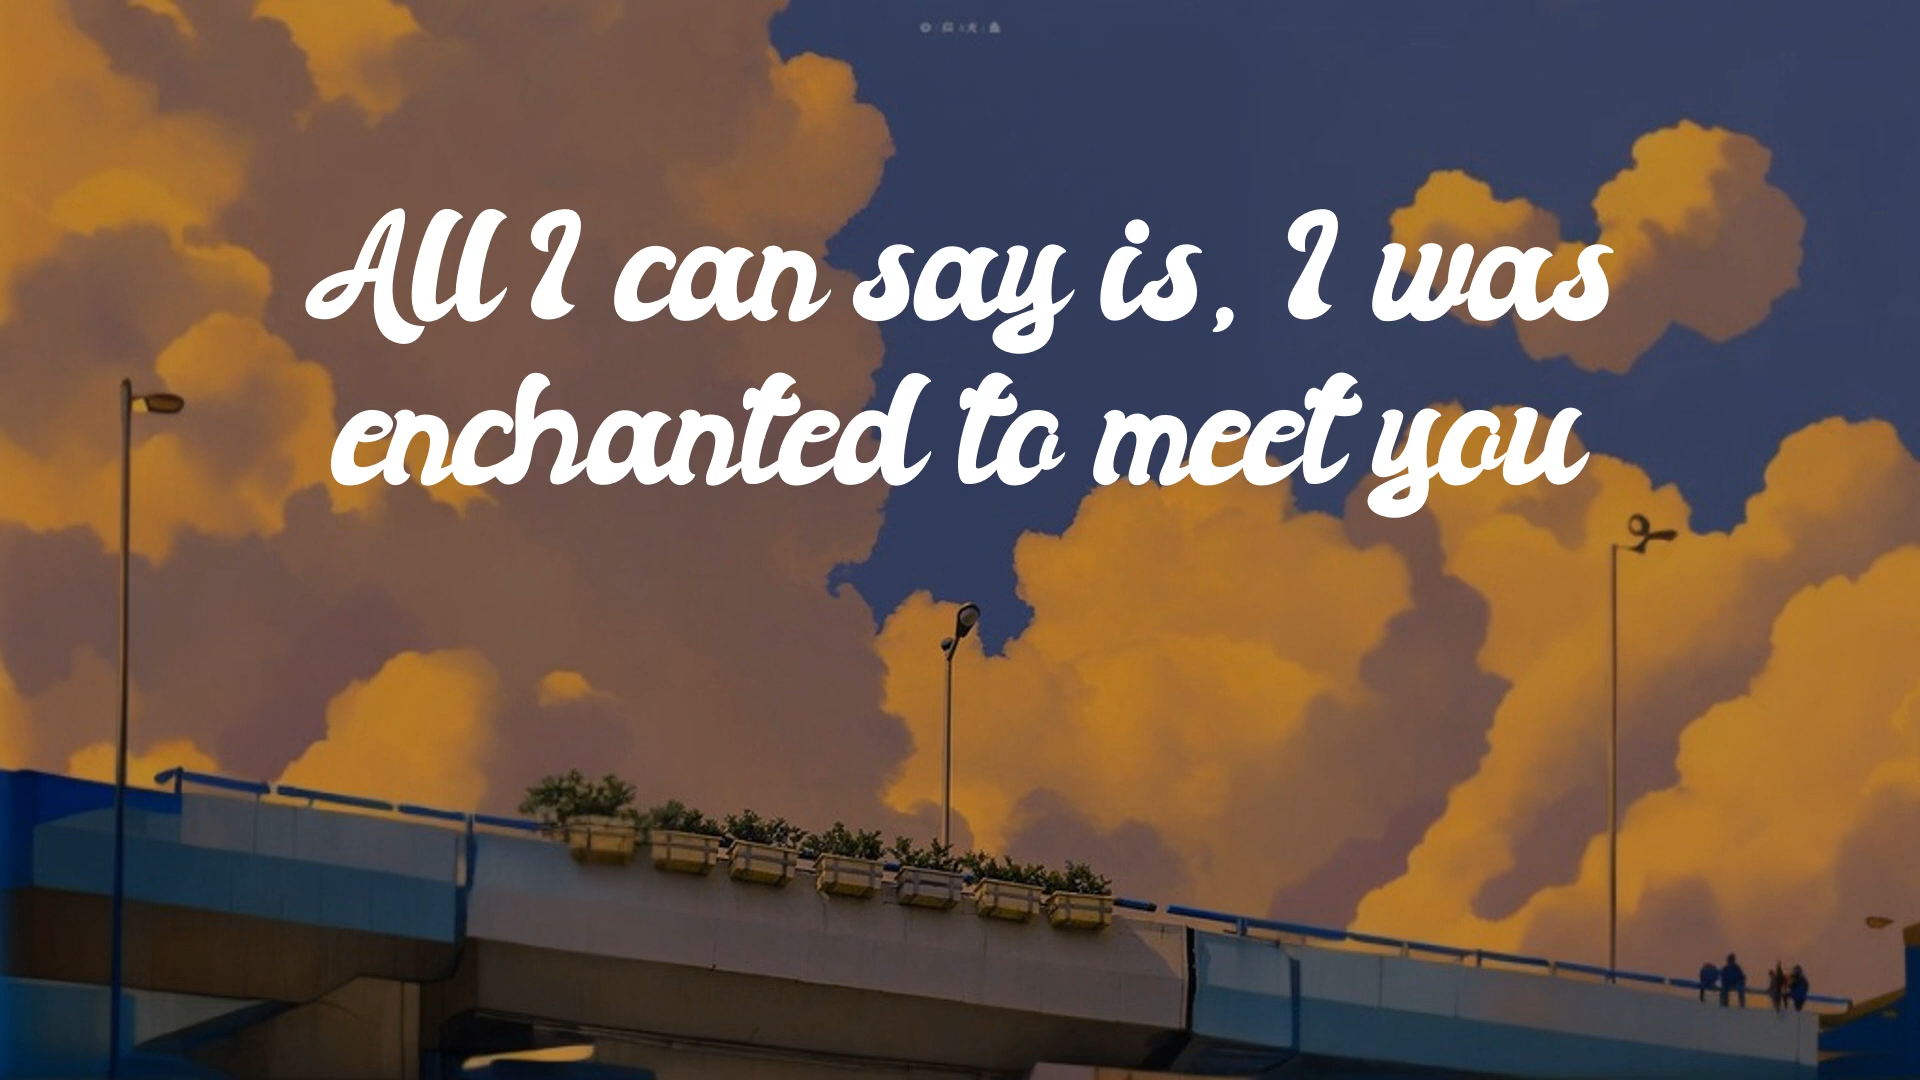 All I can say is, I was
enchanted to meet you